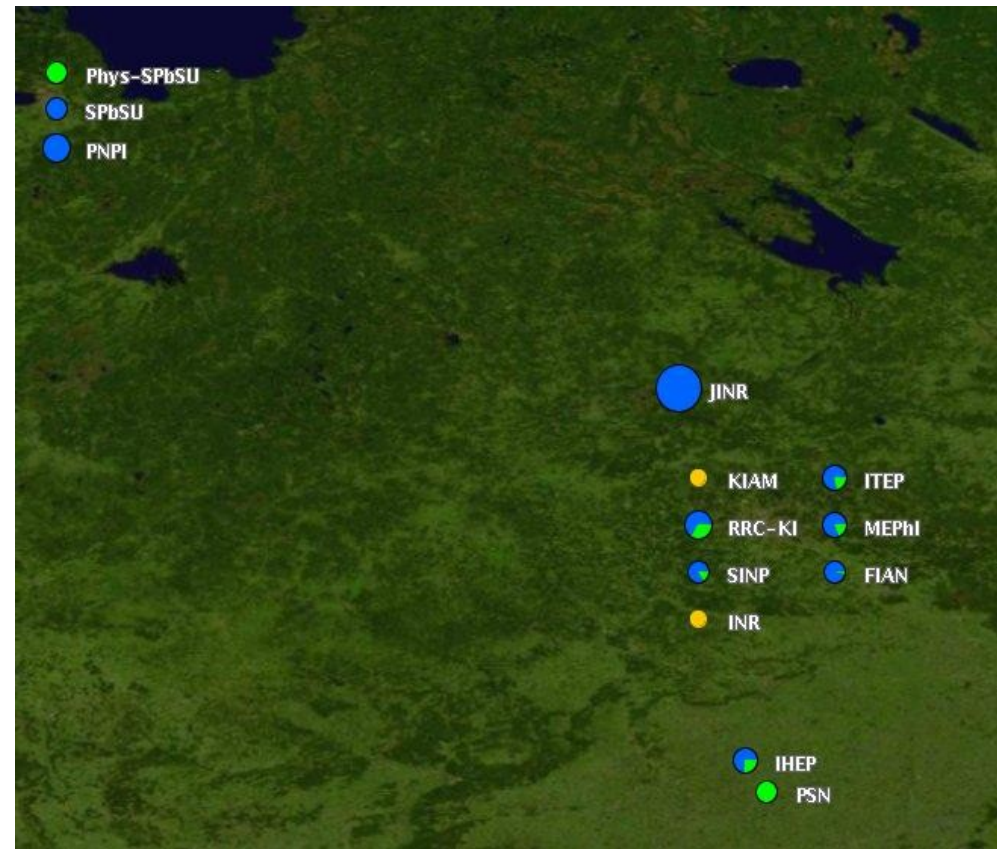 Phys-SPbSU
SPbSU
PNPI
JINR
KIAM
ITEP
RRC-KI
MEPhI
SINP
FIAN
INR
IHEP
PSN